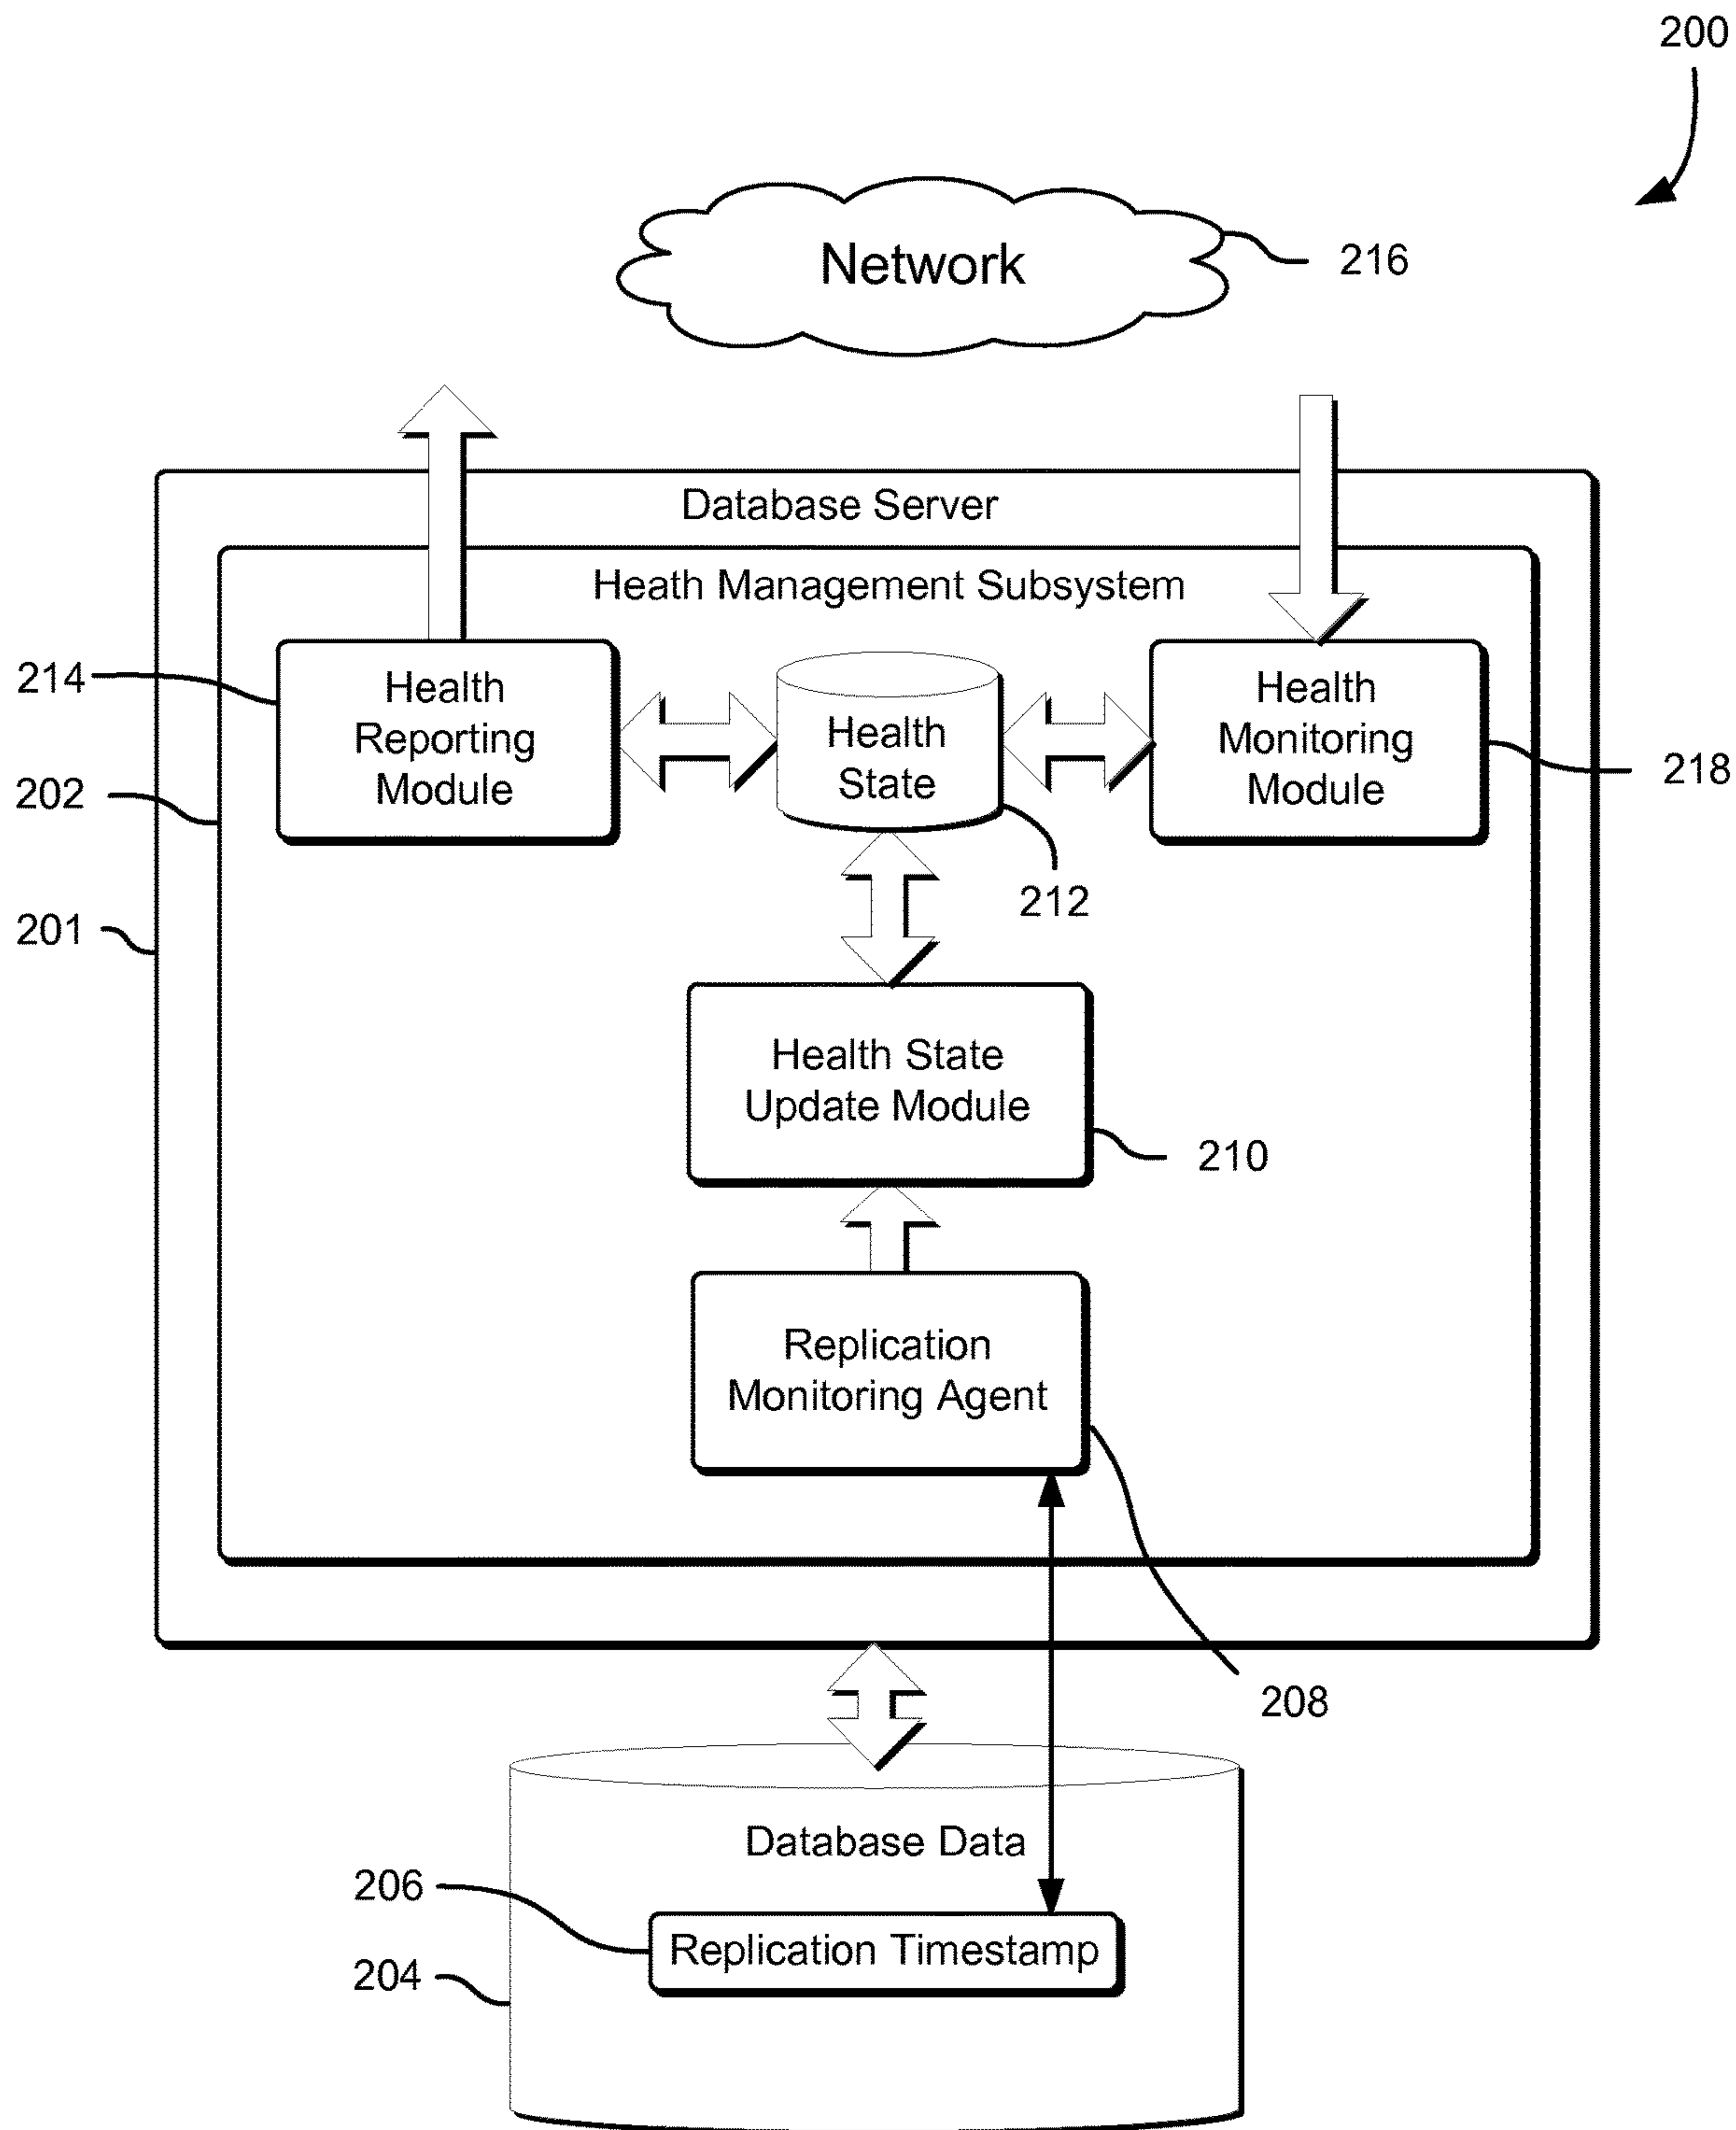 200
Network
216
Database Server
Heath Management Subsystem
214
Health
Reporting
Module
Health
State
Health
Monitoring
Module
218
202
212
201
Health State
Update Module
210
Replication
Monitoring Agent
208
Database Data
206
Replication Timestamp
204